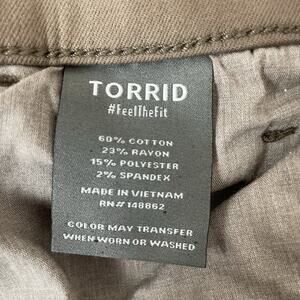 TORRID
#FeelTheFit
60% COTTON
23% RAYON
15% POLYESTER
2% SPANDEX
MADE IN VIETNAM
RN# 148862
COLOR MAY TRANSFER
WHEN WORN OR WASHED